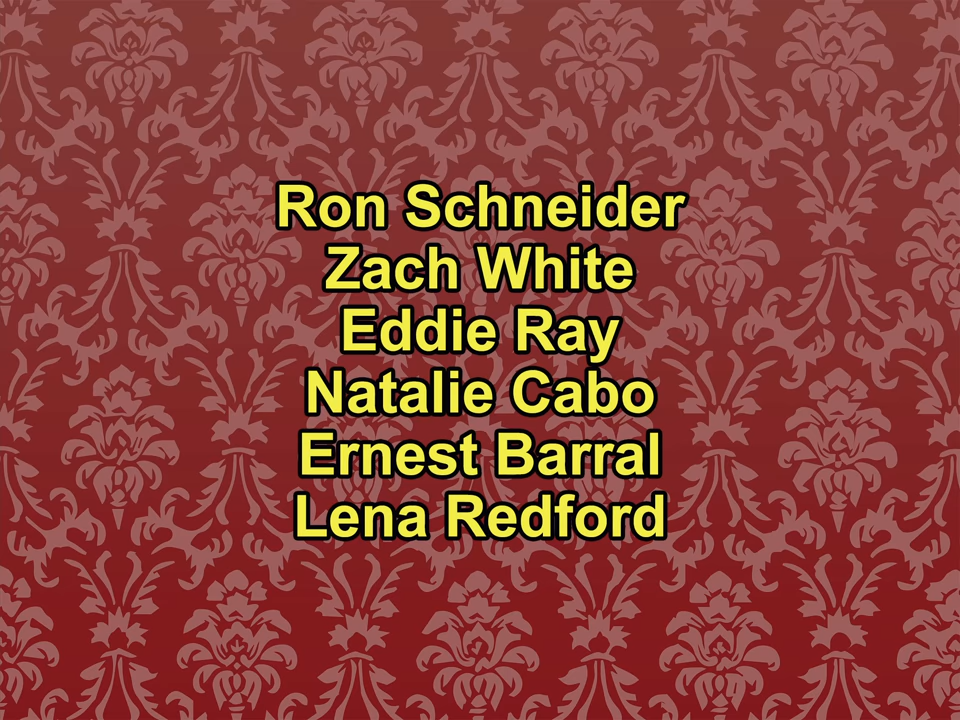 Ron Schneider
Zach White
Eddie Ray
Natalie Cabo
Ernest Barral
Lena Redford